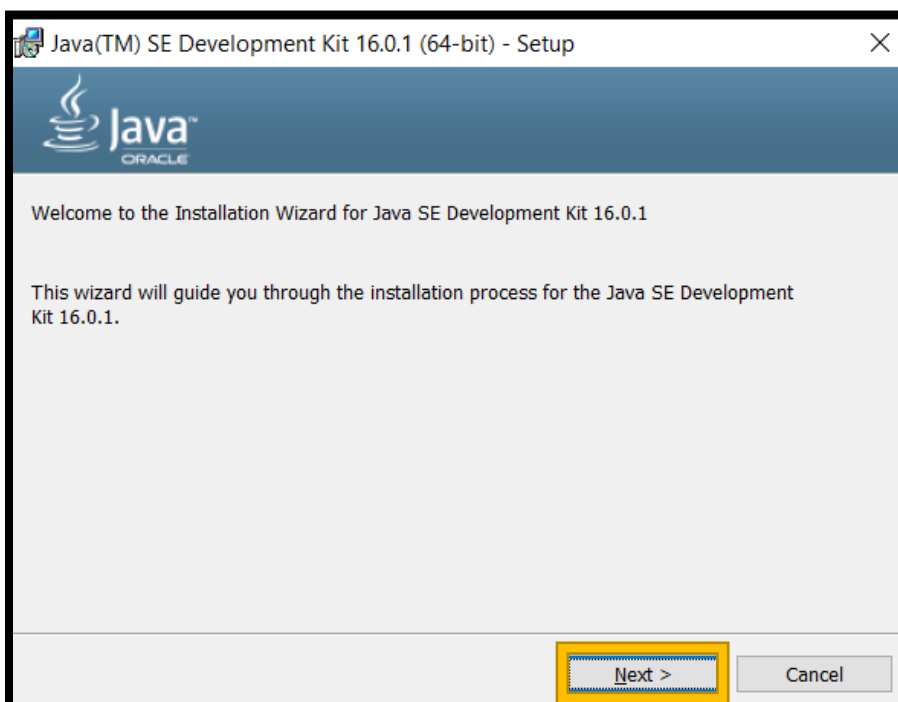 Java(TM) SE Development Kit 16.0.1 (64-bit) - Setup
Java™
ORACLE
Welcome to the Installation Wizard for Java SE Development Kit 16.0.1
This wizard will guide you through the installation process for the Java SE Development
Kit 16.0.1.
Next >
Cancel